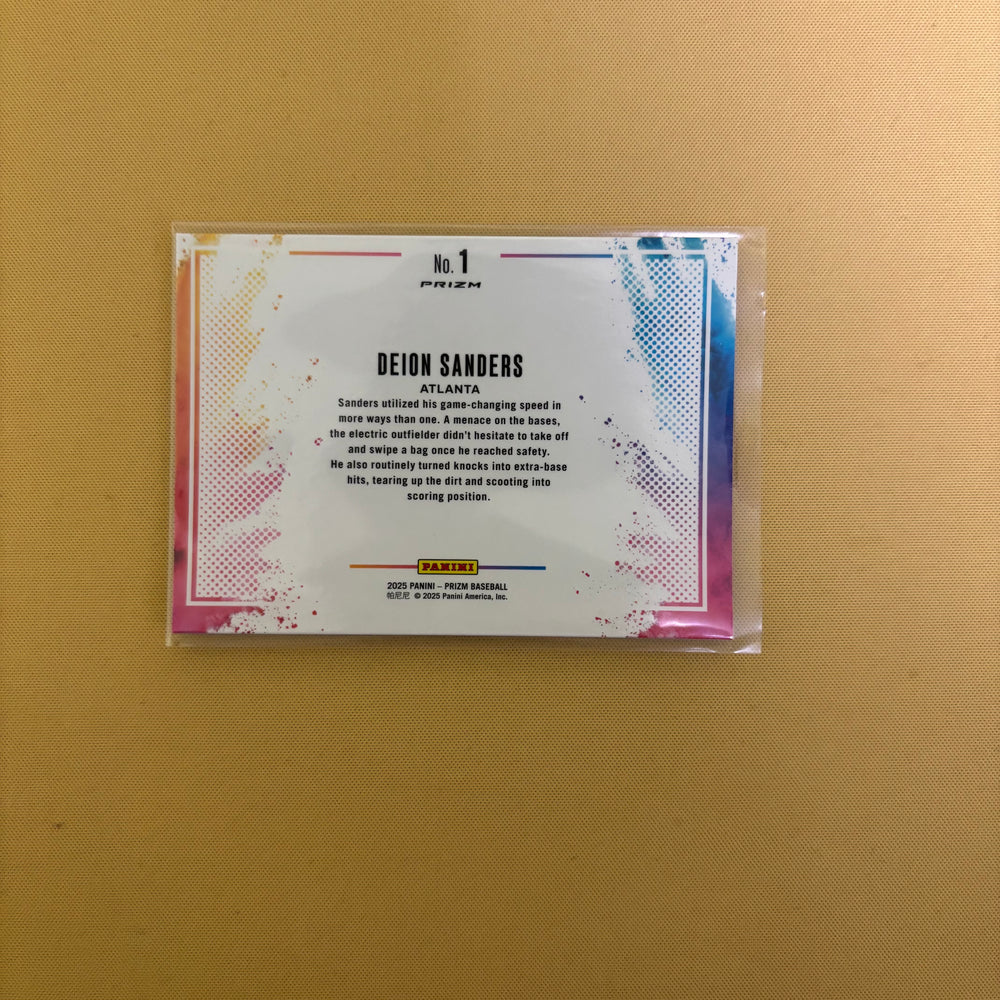 No. 1
PRIZM
DEION SANDERS
ATLANTA
Sanders utilized his game-changing speed in
more ways than one. A menace on the bases,
the electric outfielder didn't hesitate to take off
and swipe a bag once he reached safety.
He also routinely turned knocks into extra-base
hits, tearing up the dirt and scooting into
scoring position.
PANINI
2025 PANINI – PRIZM BASEBALL
帕尼尼 © 2025 Panini America, Inc.